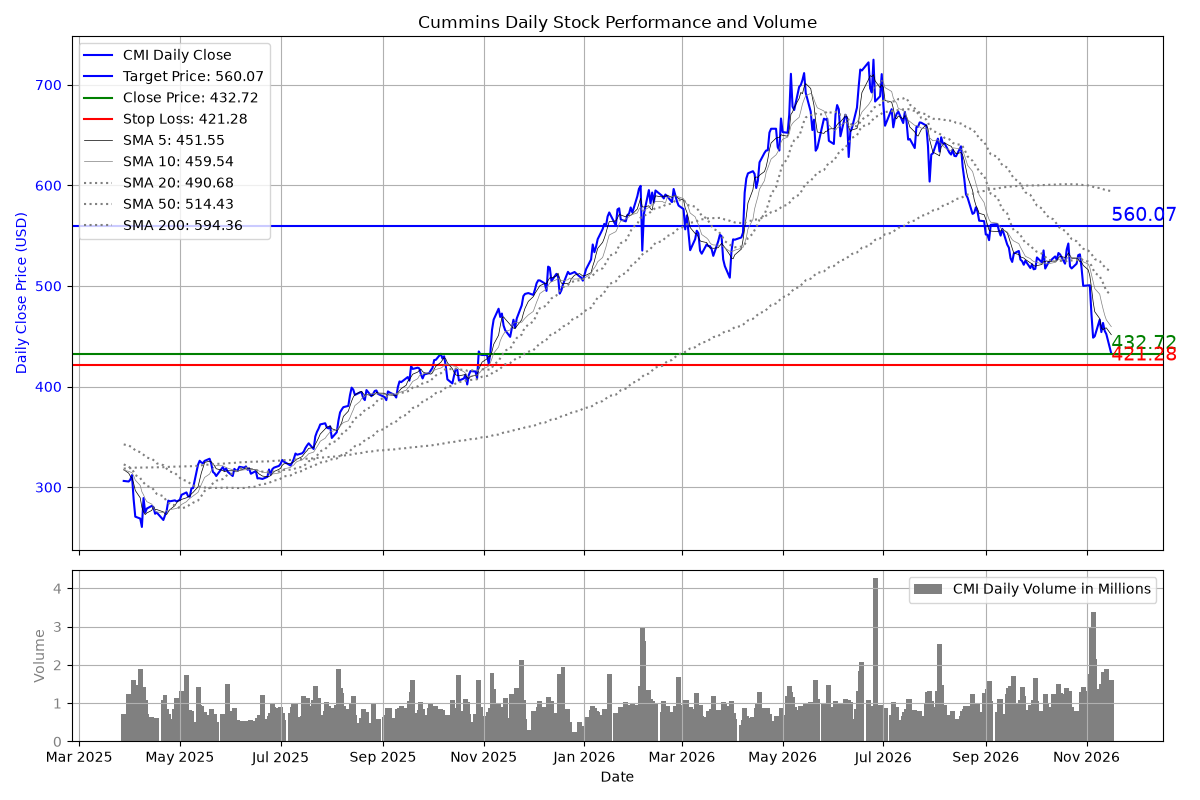 Cummins Daily Stock Performance and Volume
CMI Daily Close
Target Price: 560.07
Close Price: 432.72
Stop Loss: 421.28
SMA 5: 451.55
SMA 10: 459.54
SMA 20: 490.68
SMA 50: 514.43
SMA 200: 594.36
Daily Close Price (USD)
700
600
500
400
300
560.07
432.72
421.28
CMI Daily Volume in Millions
Volume
4
3
2
1
0
Mar 2025 May 2025 Jul 2025 Sep 2025 Nov 2025 Jan 2026 Mar 2026 May 2026 Jul 2026 Sep 2026 Nov 2026
Date